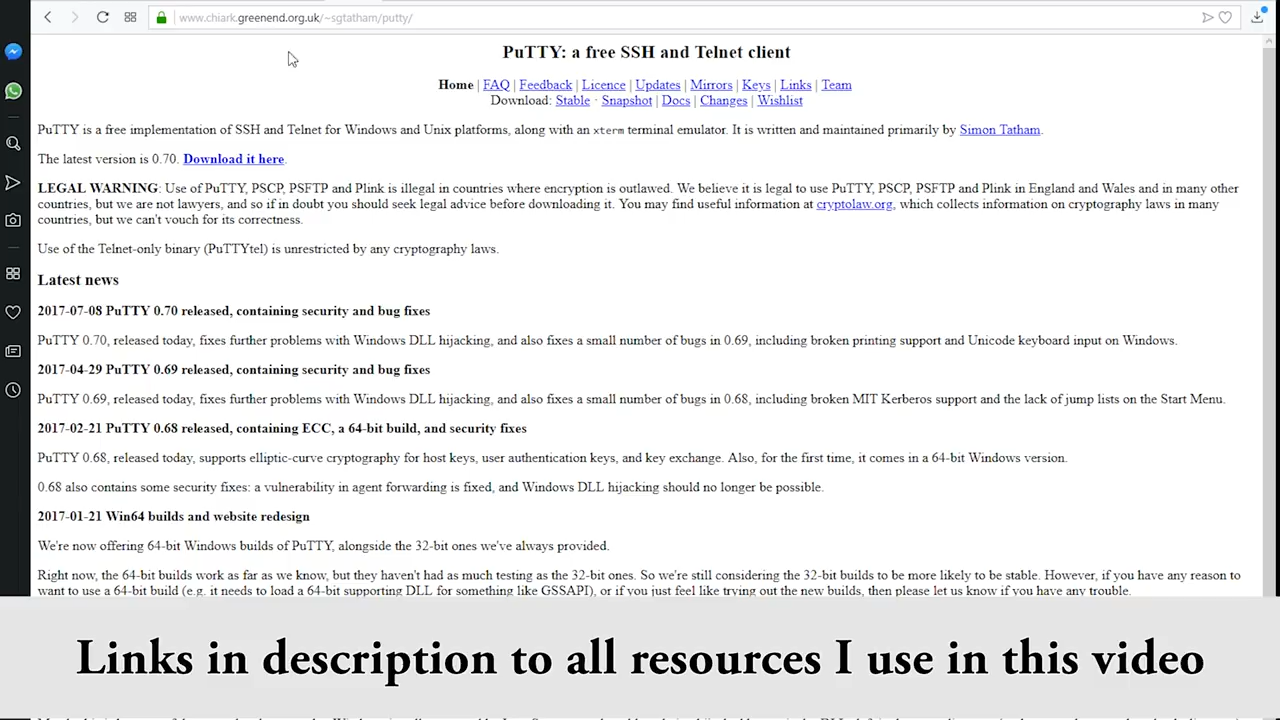 www.chiark.greenend.org.uk/~sgtatham/putty/
PuTTY: a free SSH and Telnet client
Home | FAQ | Feedback | Licence | Updates | Mirrors | Keys | Links | Team
Download: Stable · Snapshot | Docs | Changes | Wishlist
PuTTY is a free implementation of SSH and Telnet for Windows and Unix platforms, along with an xterm terminal emulator. It is written and maintained primarily by Simon Tatham.
The latest version is 0.70. Download it here.
LEGAL WARNING: Use of PuTTY, PSCP, PSFTP and Plink is illegal in countries where encryption is outlawed. We believe it is legal to use PuTTY, PSCP, PSFTP and Plink in England and Wales and in many other
countries, but we are not lawyers, and so if in doubt you should seek legal advice before downloading it. You may find useful information at cryptolaw.org, which collects information on cryptography laws in many
countries, but we can't vouch for its correctness.
Use of the Telnet-only binary (PuTTYtel) is unrestricted by any cryptography laws.
Latest news
2017-07-08 PuTTY 0.70 released, containing security and bug fixes
PuTTY 0.70, released today, fixes further problems with Windows DLL hijacking, and also fixes a small number of bugs in 0.69, including broken printing support and Unicode keyboard input on Windows.
2017-04-29 PuTTY 0.69 released, containing security and bug fixes
PuTTY 0.69, released today, fixes further problems with Windows DLL hijacking, and also fixes a small number of bugs in 0.68, including broken MIT Kerberos support and the lack of jump lists on the Start Menu.
2017-02-21 PuTTY 0.68 released, containing ECC, a 64-bit build, and security fixes
PuTTY 0.68, released today, supports elliptic-curve cryptography for host keys, user authentication keys, and key exchange. Also, for the first time, it comes in a 64-bit Windows version.
0.68 also contains some security fixes: a vulnerability in agent forwarding is fixed, and Windows DLL hijacking should no longer be possible.
2017-01-21 Win64 builds and website redesign
We're now offering 64-bit Windows builds of PuTTY, alongside the 32-bit ones we've always provided.
Right now, the 64-bit builds work as far as we know, but they haven't had as much testing as the 32-bit ones. So we're still considering the 32-bit builds to be more likely to be stable. However, if you have any reason to
want to use a 64-bit build (e.g. it needs to load a 64-bit supporting DLL for something like GSSAPI), or if you just feel like trying out the new builds, then please let us know if you have any trouble.
Links in description to all resources I use in this video